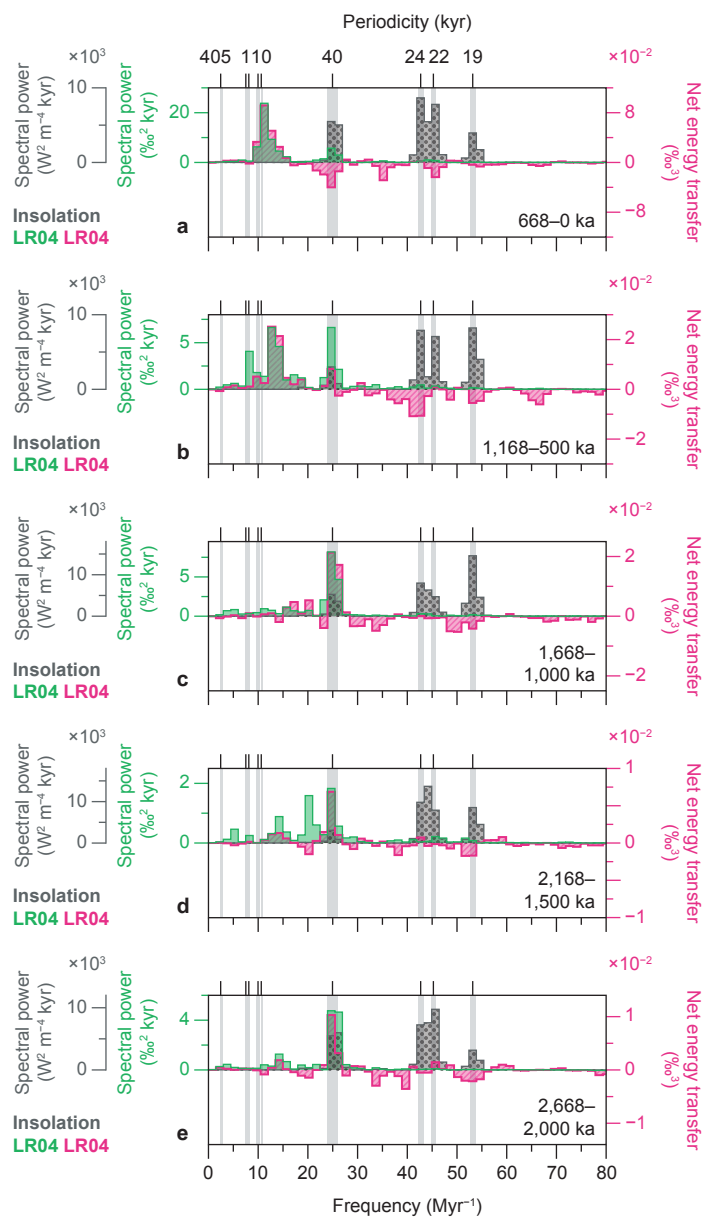 Periodicity (kyr)
405 110 40 24 22 19
×10³ ×10⁻²
Spectral power
(W² m⁻⁴ kyr)
10
0
Spectral power
(‰² kyr)
20
0
Net energy transfer
(‰³)
8
0
−8
Insolation
LR04 LR04
a
668–0 ka
×10³ ×10⁻²
Spectral power
(W² m⁻⁴ kyr)
10
0
Spectral power
(‰² kyr)
5
0
Net energy transfer
(‰³)
2
0
−2
Insolation
LR04 LR04
b
1,168–500 ka
×10³ ×10⁻²
Spectral power
(W² m⁻⁴ kyr)
10
0
Spectral power
(‰² kyr)
5
0
Net energy transfer
(‰³)
2
0
−2
Insolation
LR04 LR04
c
1,668–
1,000 ka
×10³ ×10⁻²
Spectral power
(W² m⁻⁴ kyr)
10
0
Spectral power
(‰² kyr)
2
0
Net energy transfer
(‰³)
1
0
−1
Insolation
LR04 LR04
d
2,168–
1,500 ka
×10³ ×10⁻²
Spectral power
(W² m⁻⁴ kyr)
10
0
Spectral power
(‰² kyr)
4
0
Net energy transfer
(‰³)
1
0
−1
Insolation
LR04 LR04
e
2,668–
2,000 ka
0 10 20 30 40 50 60 70 80
Frequency (Myr⁻¹)